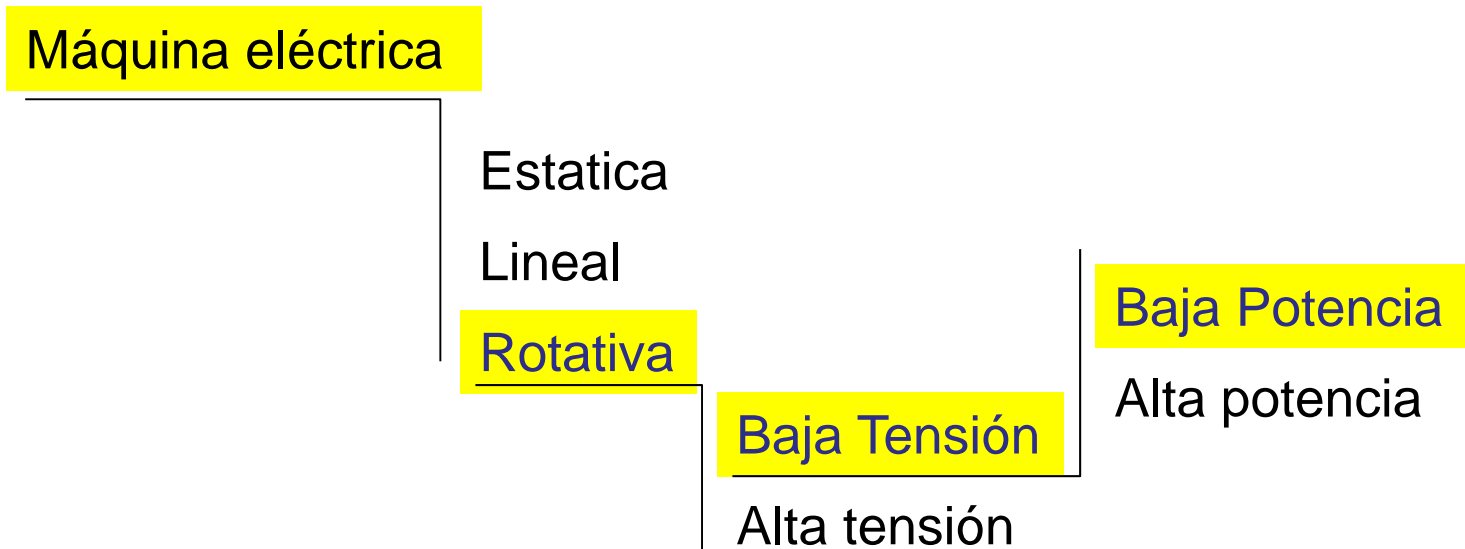 Máquina eléctrica
Estatica
Lineal
Rotativa
Baja Tensión
Alta tensión
Baja Potencia
Alta potencia